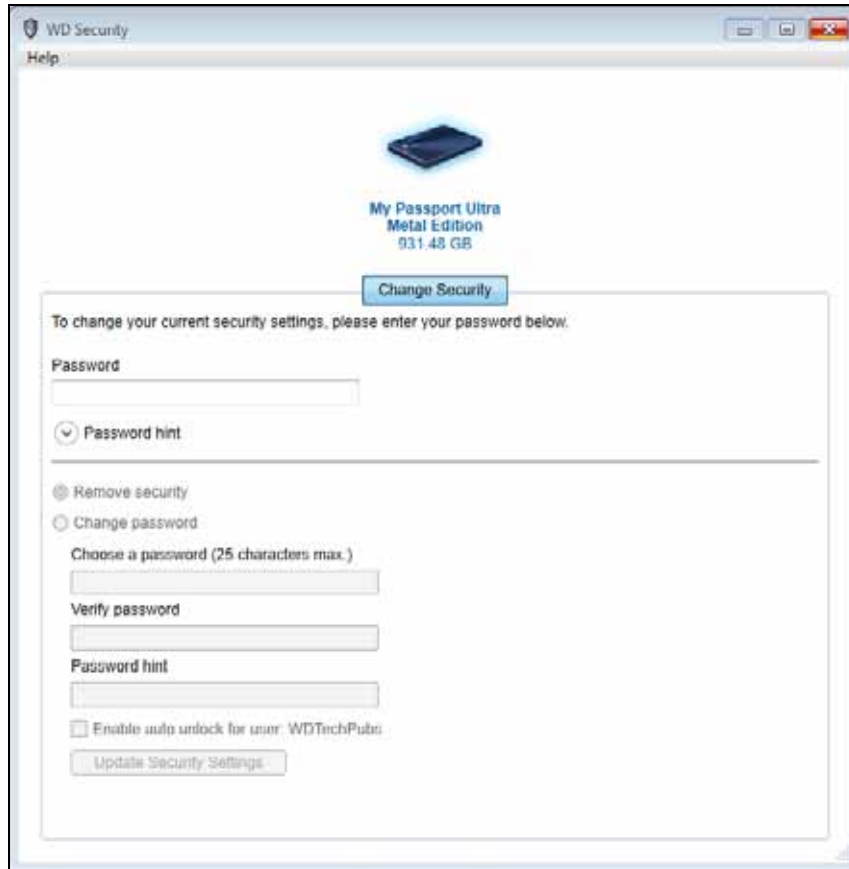 WD Security
Help
My Passport Ultra
Metal Edition
931.48 GB
Change Security
To change your current security settings, please enter your password below.
Password
Password hint
Remove security
Change password
Choose a password (25 characters max.)
Verify password
Password hint
Enable auto unlock for user: WDTechPubs
Update Security Settings